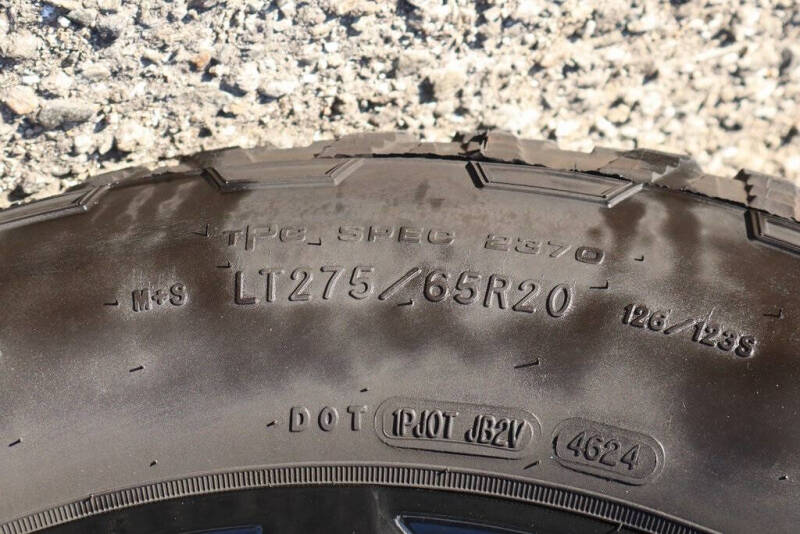 TPC SPEC 2370
M+S LT275/65R20 126/123S
DOT 1PJ0T JB2V 4624